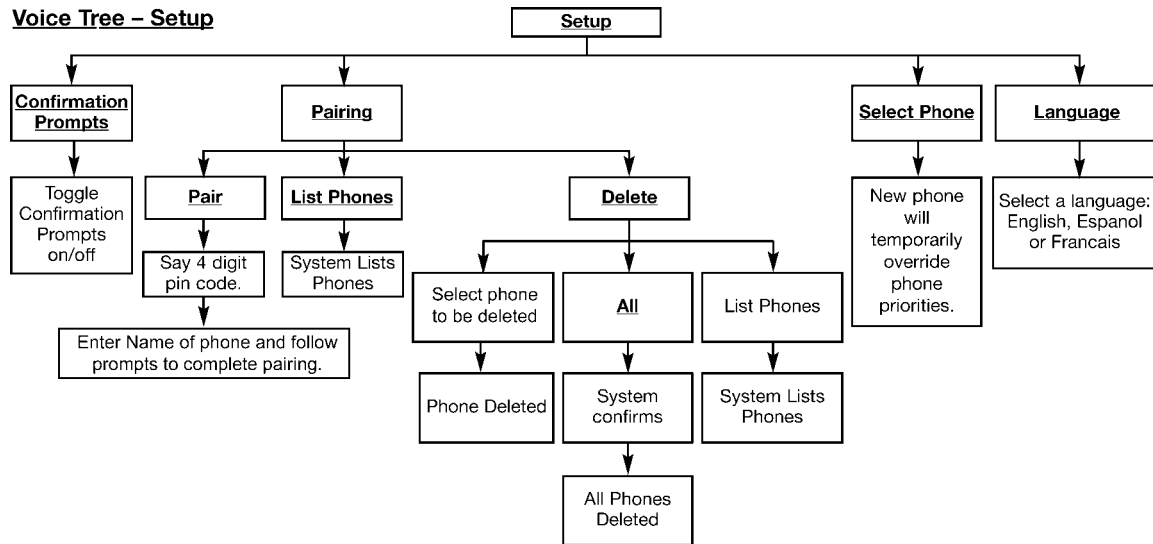 Voice Tree – Setup
Setup
Confirmation
Prompts
Pairing
Select Phone
Language
Toggle
Confirmation
Prompts
on/off
Pair
List Phones
Delete
New phone
will
temporarily
override
phone
priorities.
Select a language:
English, Espanol
or Francais
Say 4 digit
pin code.
System Lists
Phones
Select phone
to be deleted
All
List Phones
Enter Name of phone and follow
prompts to complete pairing.
Phone Deleted
System
confirms
System Lists
Phones
All Phones
Deleted